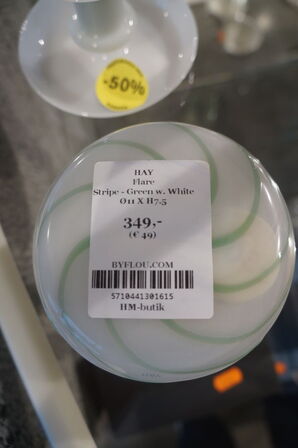 -50%
HAY
Flare
Stripe - Green w. White
Ø11 X H7.5
349,-
(€ 49)
BYFLOU.COM
5710441301615
HM-butik